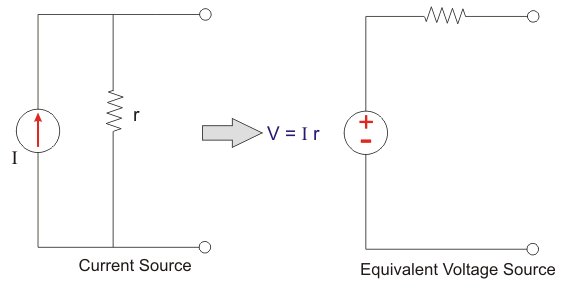 r
V = I r
+
-
I
Current Source
Equivalent Voltage Source